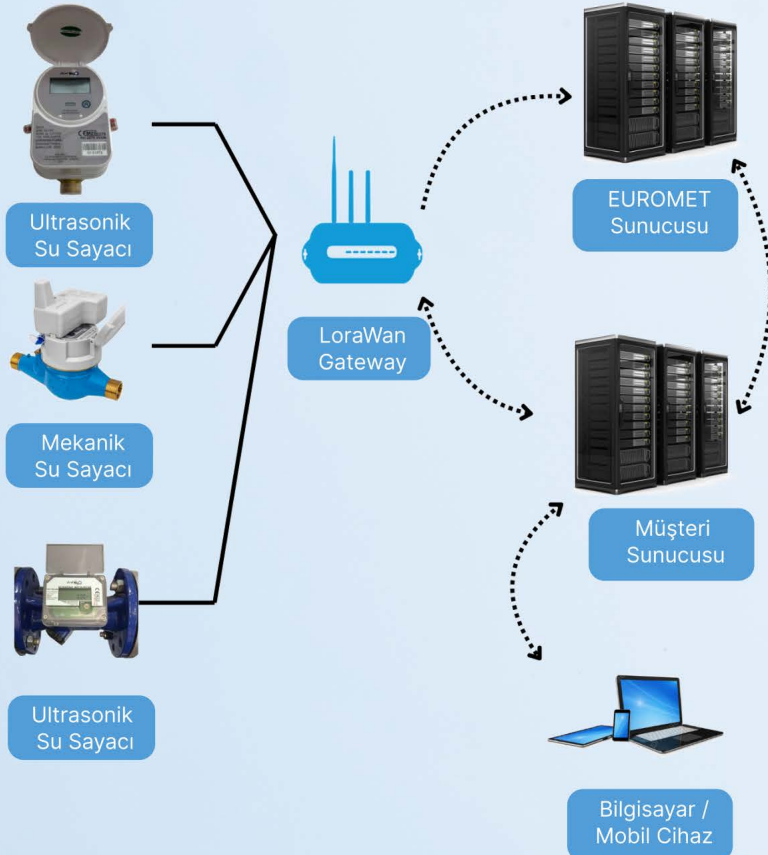 Ultrasonik
Su Sayacı
Mekanik
Su Sayacı
Ultrasonik
Su Sayacı
LoraWan
Gateway
EUROMET
Sunucusu
Müşteri
Sunucusu
Bilgisayar /
Mobil Cihaz